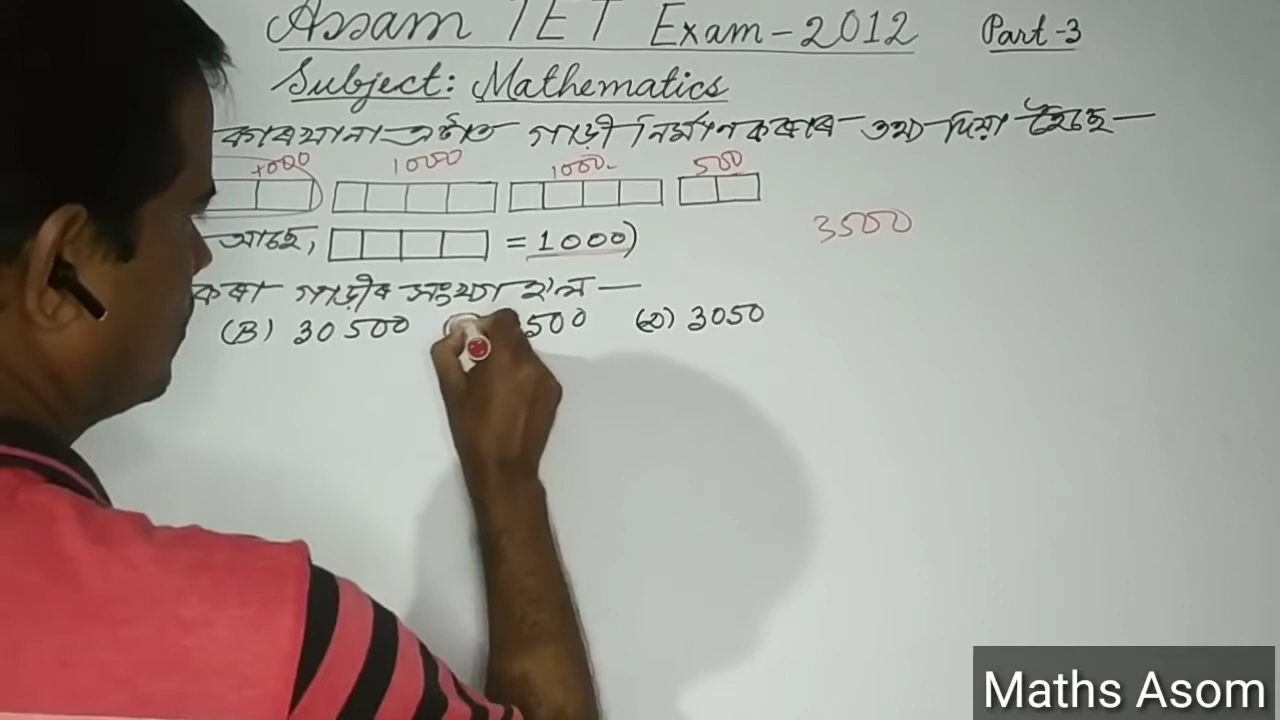 Assam TET Exam-2012 Part-3
Subject: Mathematics
কাৰখানা এটাত গাড়ী নিৰ্মাণ কৰাৰ তথ্য দিয়া হৈছে —
1000 1000 1000 500
3500
আছে, = 1000)
কৰা গাড়ীৰ সংখ্যা হ'ল —
(B) 30500 500 (D) 3050
Maths Asom